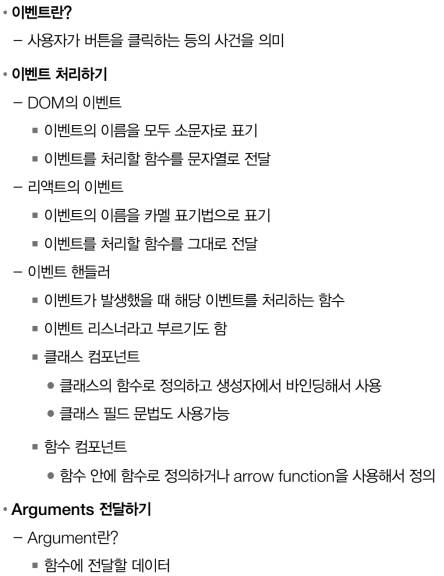 • 이벤트란?
– 사용자가 버튼을 클릭하는 등의 사건을 의미
• 이벤트 처리하기
– DOM의 이벤트
▪ 이벤트의 이름을 모두 소문자로 표기
▪ 이벤트를 처리할 함수를 문자열로 전달
– 리액트의 이벤트
▪ 이벤트의 이름을 카멜 표기법으로 표기
▪ 이벤트를 처리할 함수를 그대로 전달
– 이벤트 핸들러
▪ 이벤트가 발생했을 때 해당 이벤트를 처리하는 함수
▪ 이벤트 리스너라고 부르기도 함
▪ 클래스 컴포넌트
● 클래스의 함수로 정의하고 생성자에서 바인딩해서 사용
● 클래스 필드 문법도 사용가능
▪ 함수 컴포넌트
● 함수 안에 함수로 정의하거나 arrow function을 사용해서 정의
• Arguments 전달하기
– Argument란?
▪ 함수에 전달할 데이터